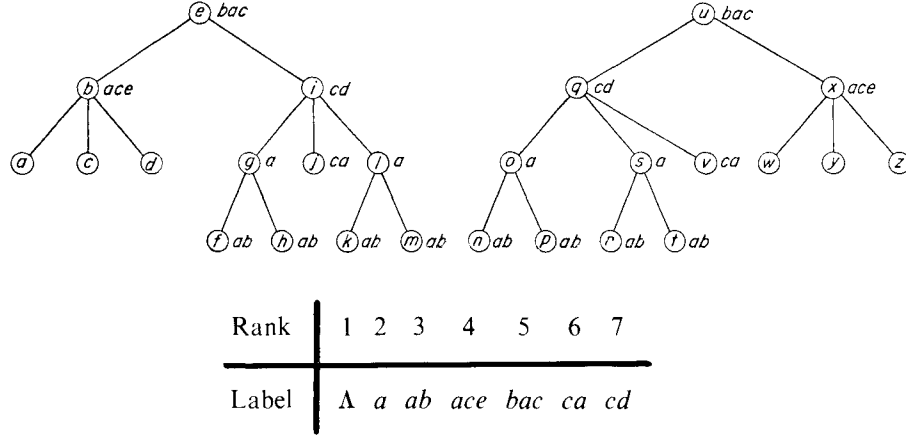 e bac u bac
b ace i cd q cd x ace
a c d g a j ca l a o a s a v ca w y z
f ab h ab k ab m ab n ab p ab r ab t ab
Rank 1 2 3 4 5 6 7
Label Λ a ab ace bac ca cd